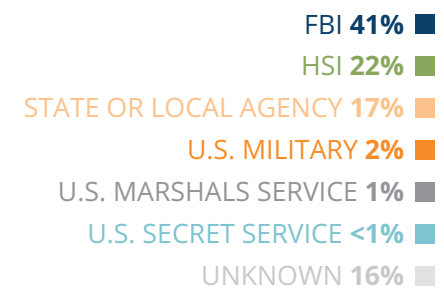 FBI 41%
HSI 22%
STATE OR LOCAL AGENCY 17%
U.S. MILITARY 2%
U.S. MARSHALS SERVICE 1%
U.S. SECRET SERVICE <1%
UNKNOWN 16%